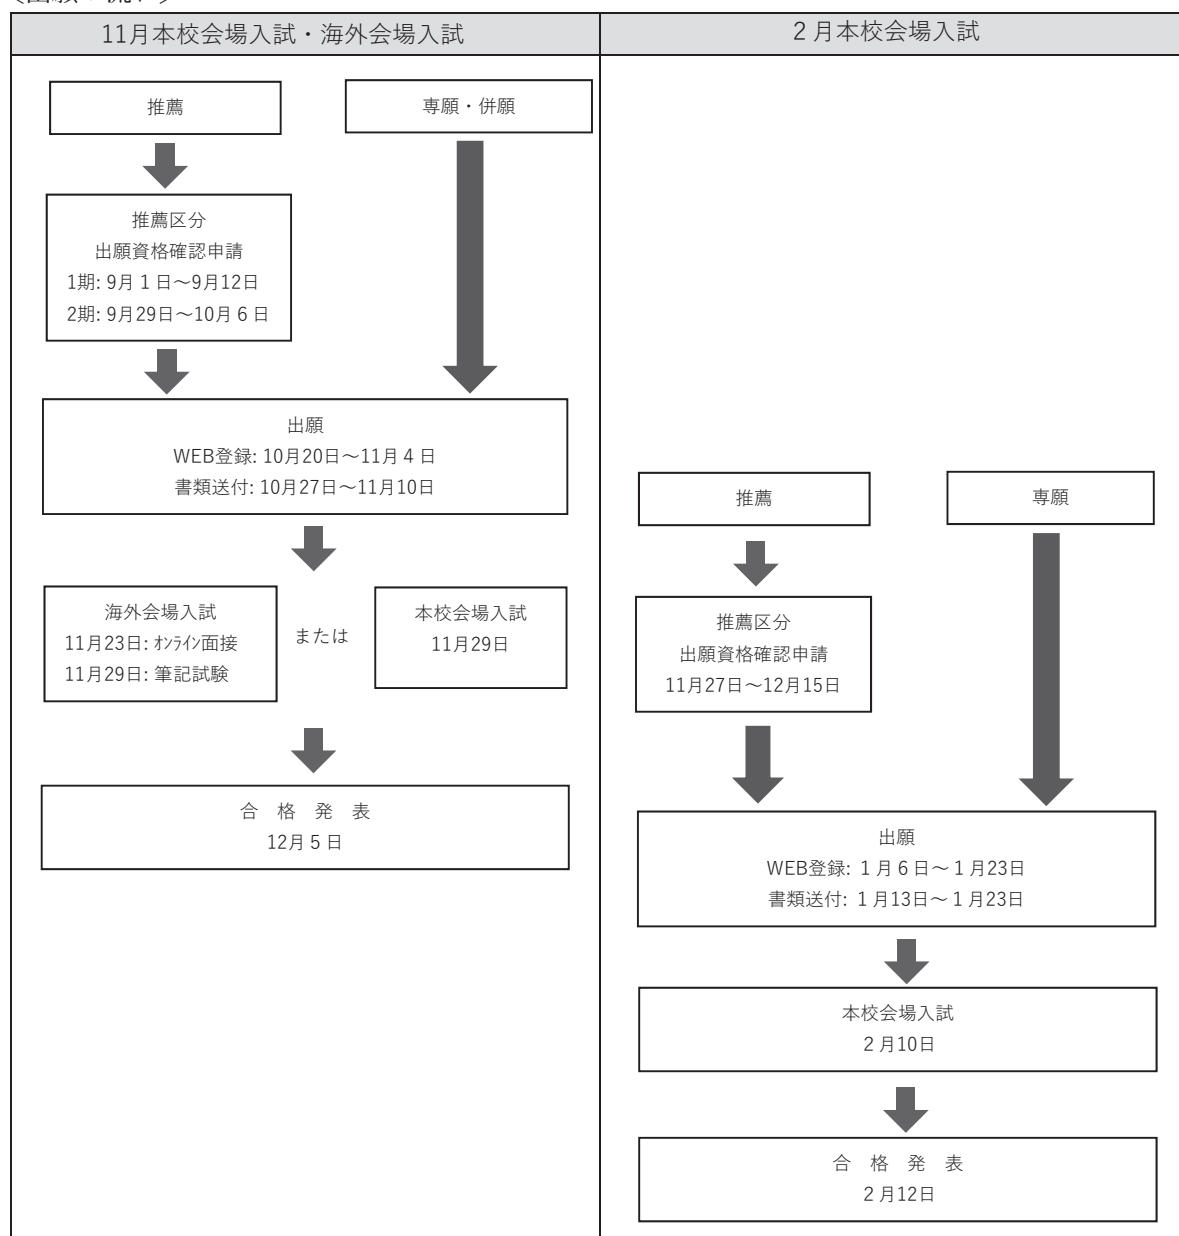 11月本校会場入試・海外会場入試
推薦
専願・併願
推薦区分
出願資格確認申請
1期: 9月１日～9月12日
2期: 9月29日～10月６日
出願
WEB登録: 10月20日～11月４日
書類送付: 10月27日～11月10日
海外会場入試
11月23日: ｵﾝﾗｲﾝ面接
11月29日: 筆記試験
または
本校会場入試
11月29日
合　格　発　表
12月５日
２月本校会場入試
推薦
専願
推薦区分
出願資格確認申請
11月27日～12月15日
出願
WEB登録: １月６日～１月23日
書類送付: １月13日～１月23日
本校会場入試
２月10日
合　格　発　表
２月12日